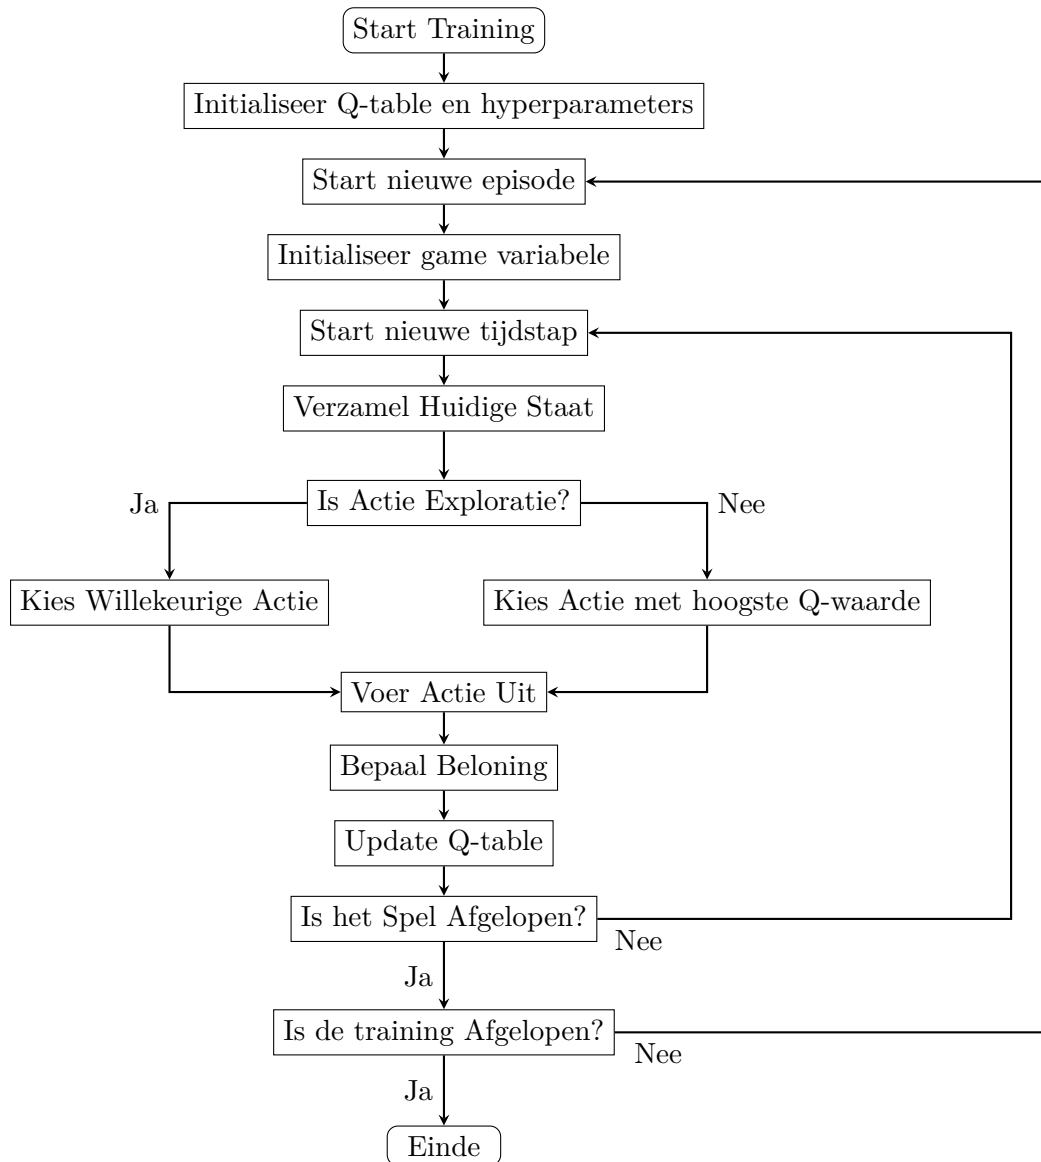 Start Training
Initialiseer Q-table en hyperparameters
Start nieuwe episode
Initialiseer game variabele
Start nieuwe tijdstap
Verzamel Huidige Staat
Is Actie Exploratie?
Ja
Nee
Kies Willekeurige Actie
Kies Actie met hoogste Q-waarde
Voer Actie Uit
Bepaal Beloning
Update Q-table
Is het Spel Afgelopen?
Nee
Ja
Is de training Afgelopen?
Nee
Ja
Einde